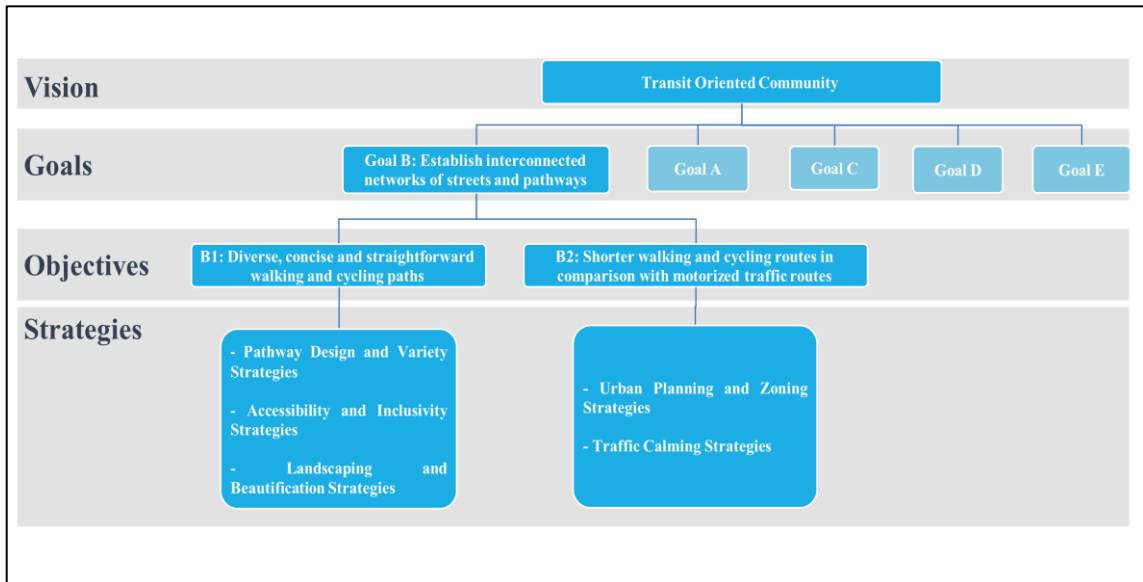 Vision
Transit Oriented Community
Goals
Goal B: Establish interconnected
networks of streets and pathways
Goal A
Goal C
Goal D
Goal E
Objectives
B1: Diverse, concise and straightforward
walking and cycling paths
B2: Shorter walking and cycling routes in
comparison with motorized traffic routes
Strategies
- Pathway Design and Variety
Strategies
- Accessibility and Inclusivity
Strategies
- Landscaping and
Beautification Strategies
- Urban Planning and Zoning
Strategies
- Traffic Calming Strategies